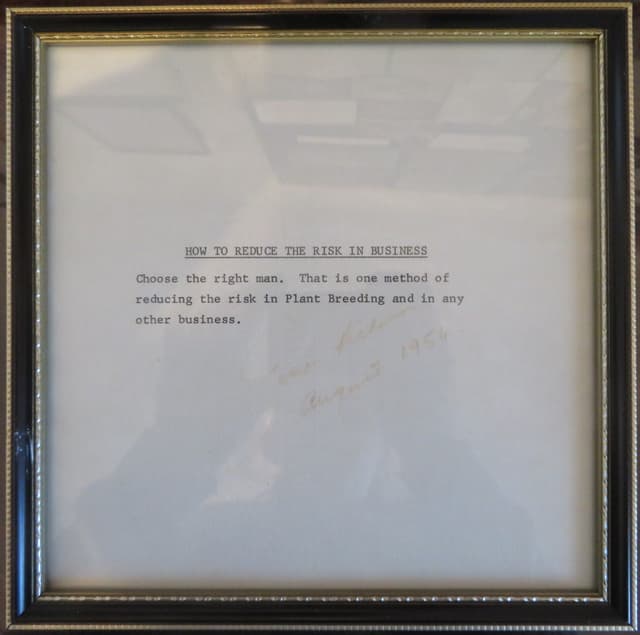 HOW TO REDUCE THE RISK IN BUSINESS
Choose the right man. That is one method of
reducing the risk in Plant Breeding and in any
other business.
August 1954